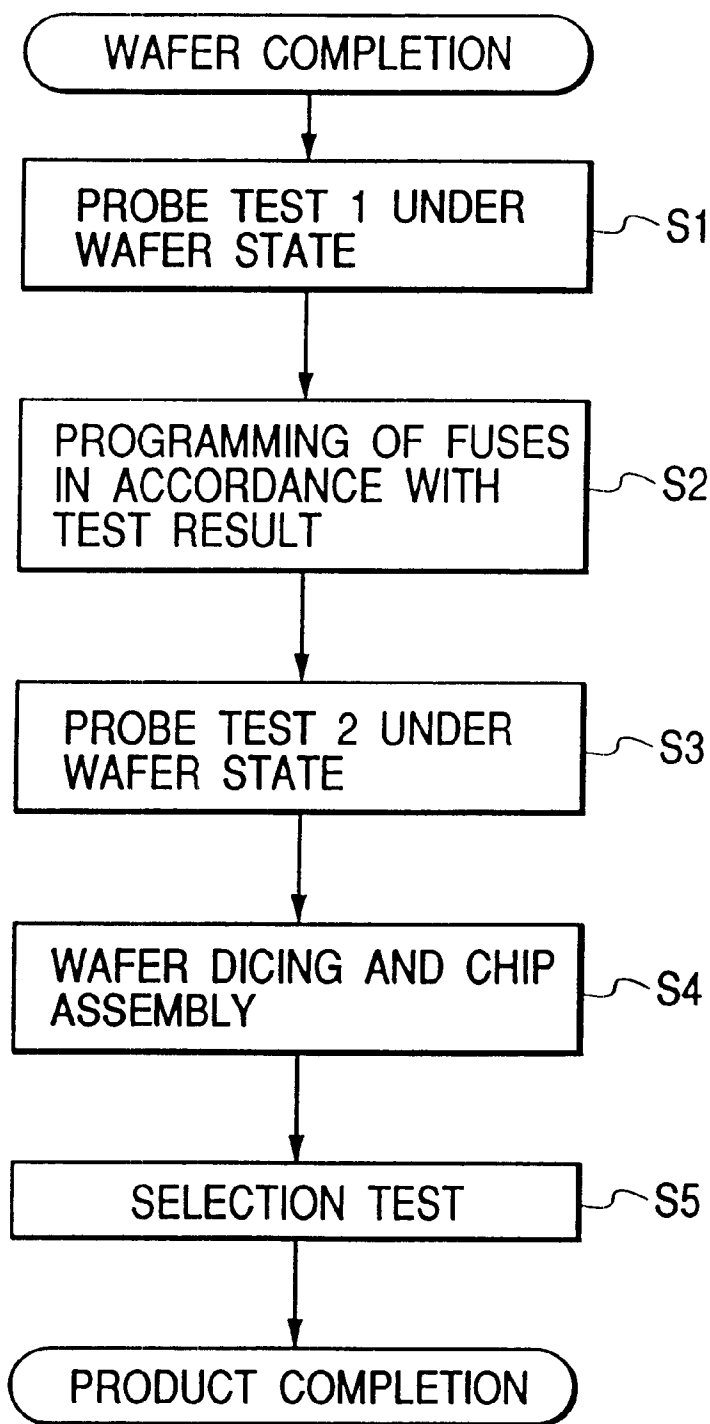 WAFER COMPLETION
PROBE TEST 1 UNDER
WAFER STATE
S1
PROGRAMMING OF FUSES
IN ACCORDANCE WITH
TEST RESULT
S2
PROBE TEST 2 UNDER
WAFER STATE
S3
WAFER DICING AND CHIP
ASSEMBLY
S4
SELECTION TEST
S5
PRODUCT COMPLETION